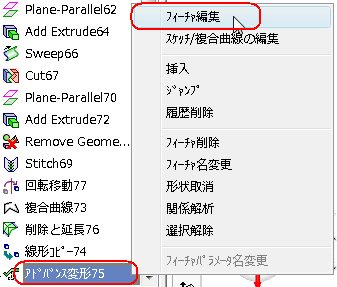 Plane-Parallel62
Add Extrude64
Sweep66
Cut67
Plane-Parallel70
Add Extrude72
Remove Geome...
Stitch69
回転移動77
複合曲線73
削除と延長76
線形ｺﾋﾟｰ74
ｱﾄﾞﾊﾞﾝｽ変形75
ﾌｨｰﾁｬ編集
ｽｹｯﾁ/複合曲線の編集
挿入
ｼﾞｬﾝﾌﾟ
履歴削除
ﾌｨｰﾁｬ削除
ﾌｨｰﾁｬ名変更
形状取消
関係解析
選択解除
ﾌｨｰﾁｬﾊﾟﾗﾒｰﾀ名変更